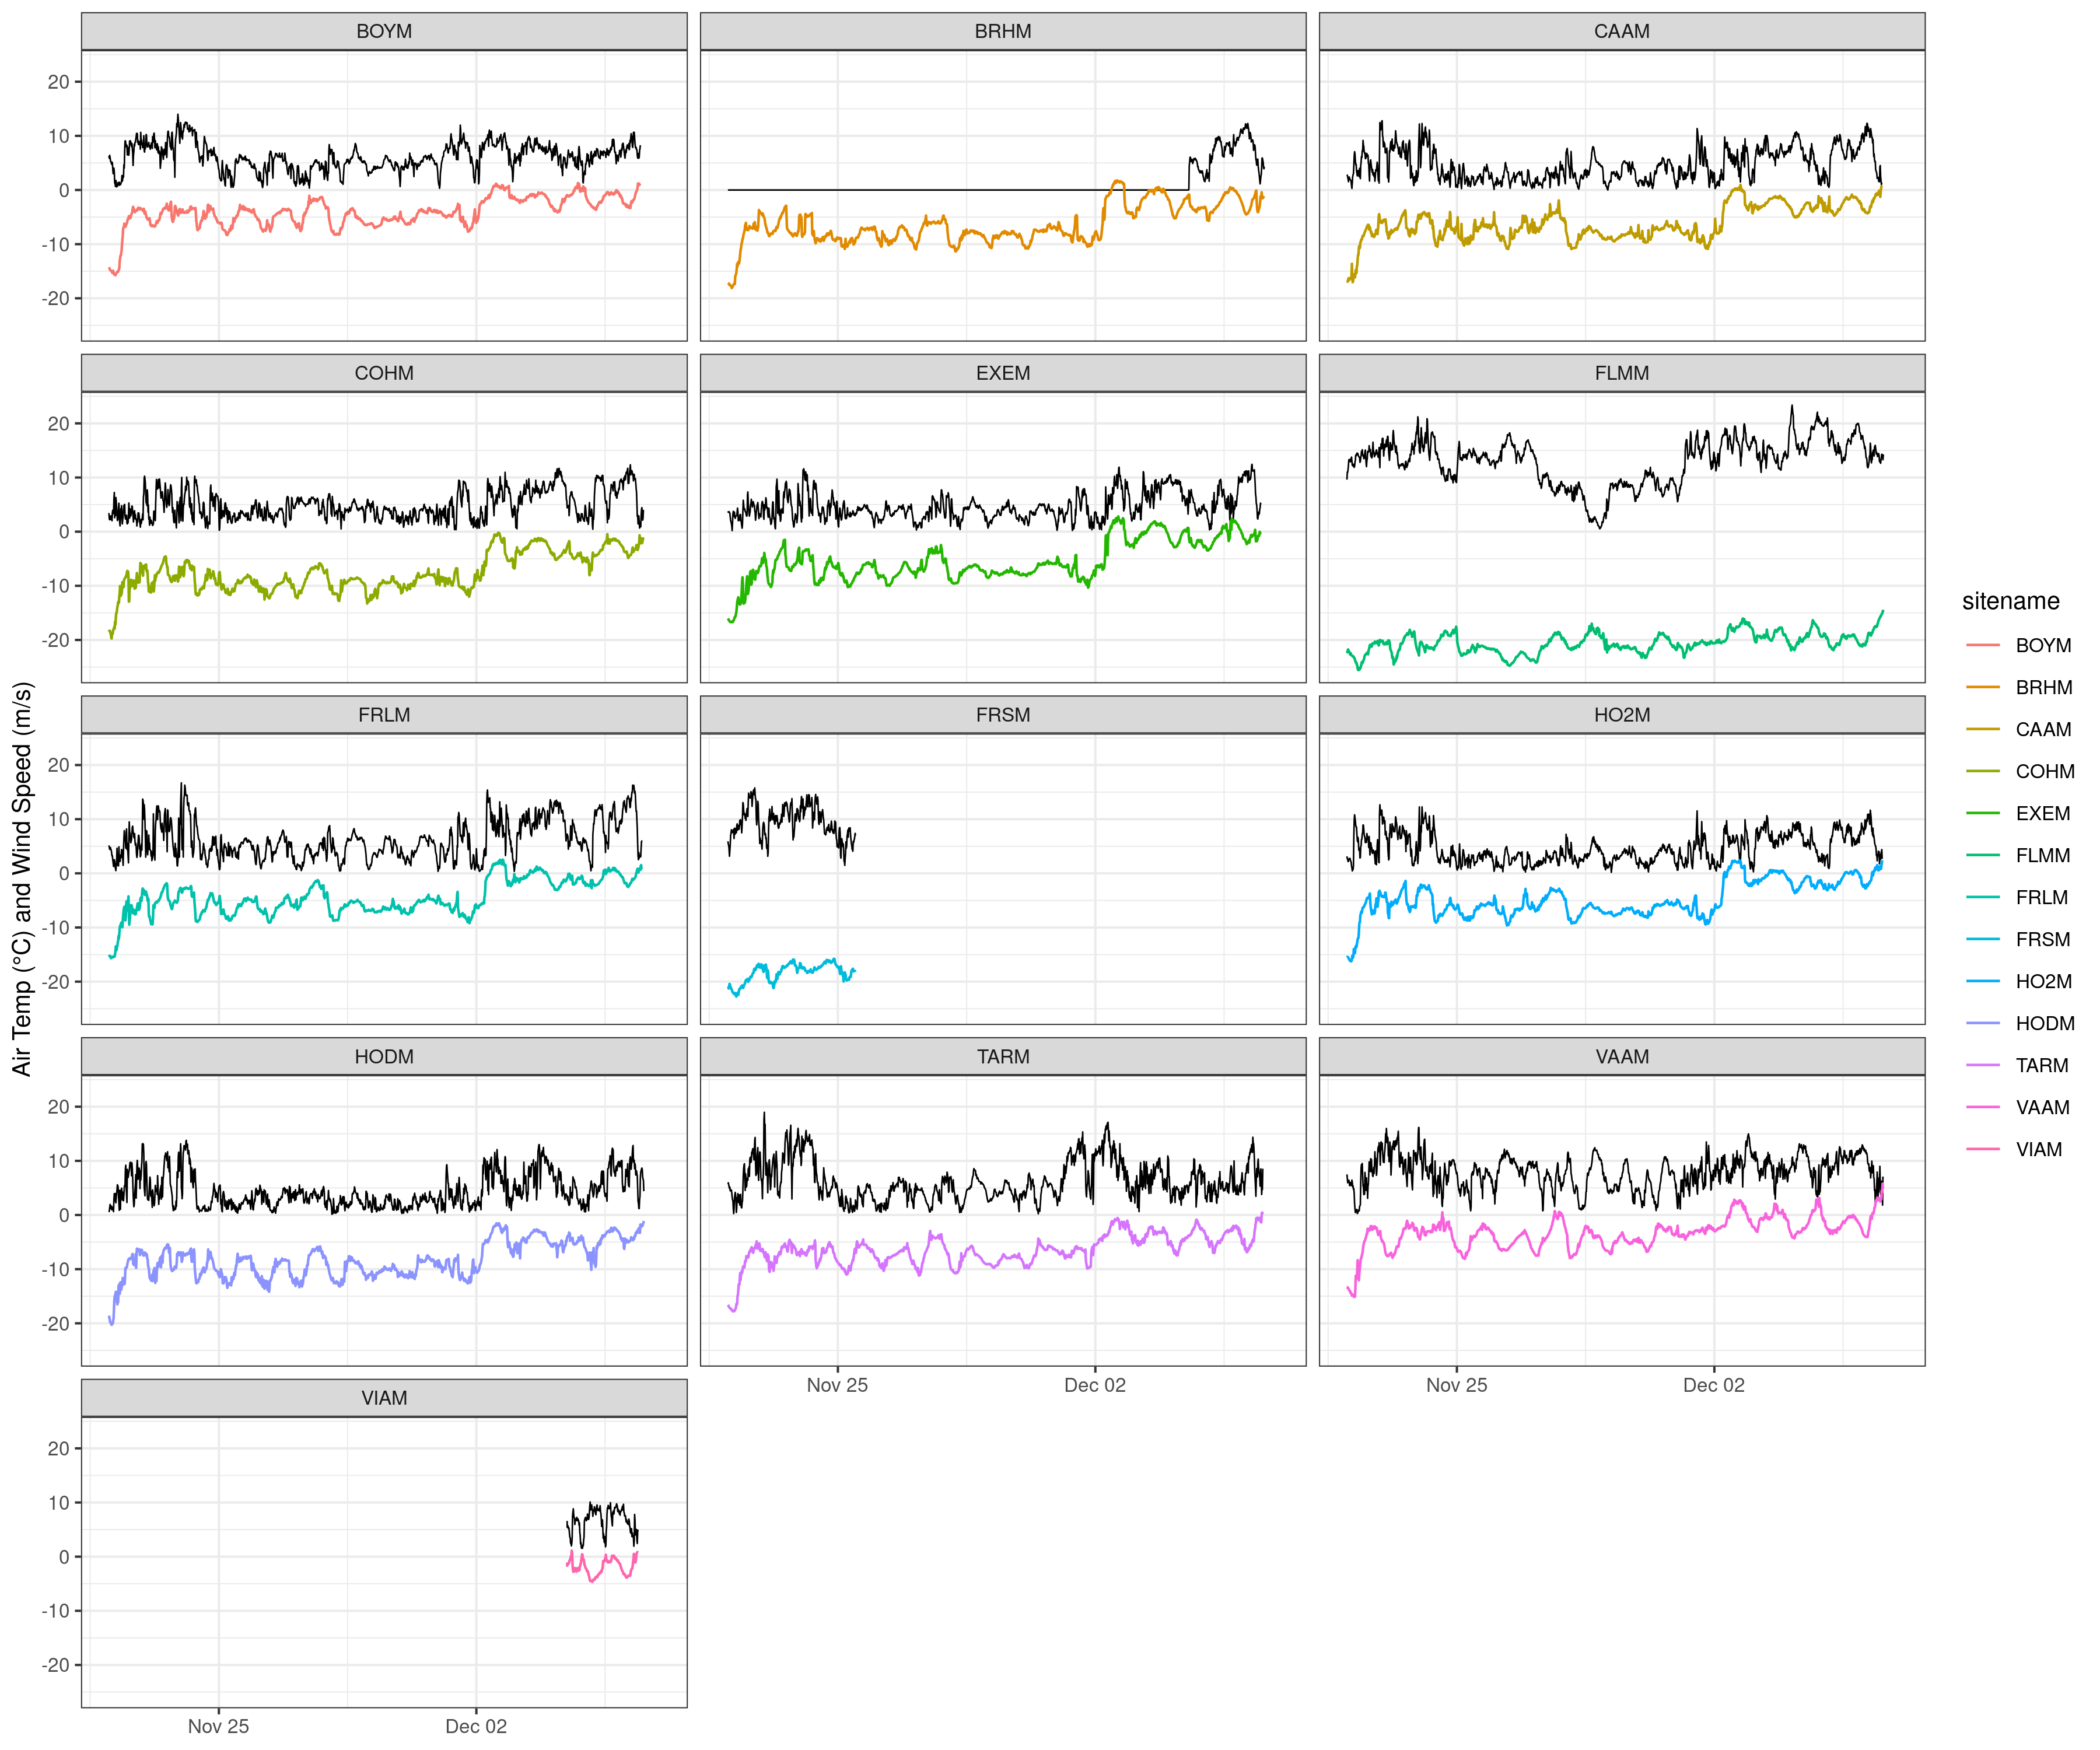 BOYM BRHM CAAM
20
10
0
-10
-20
COHM EXEM FLMM
20
10
0
-10
-20
FRLM FRSM HO2M
20
10
0
-10
-20
HODM TARM VAAM
20
10
0
-10
-20
Nov 25 Dec 02 Nov 25 Dec 02
VIAM
20
10
0
-10
-20
Nov 25 Dec 02
Air Temp (°C) and Wind Speed (m/s)
sitename
BOYM
BRHM
CAAM
COHM
EXEM
FLMM
FRLM
FRSM
HO2M
HODM
TARM
VAAM
VIAM